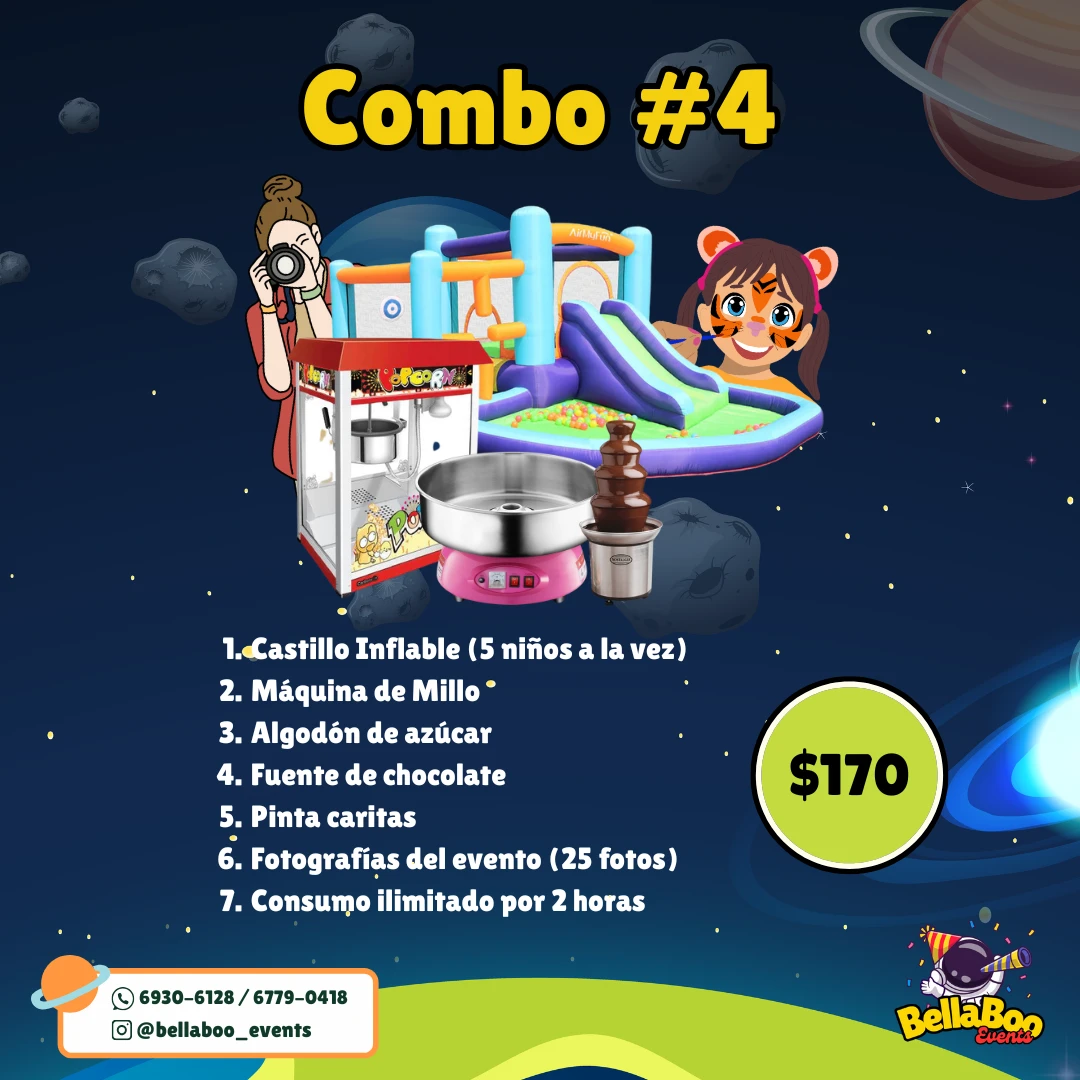 Combo #4
AirMyFun
POPCORN
1. Castillo Inflable (5 niños a la vez)
2. Máquina de Millo
3. Algodón de azúcar
4. Fuente de chocolate
5. Pinta caritas
6. Fotografías del evento (25 fotos)
7. Consumo ilimitado por 2 horas
$170
6930-6128 / 6779-0418
@bellaboo_events
BellaBoo
Events